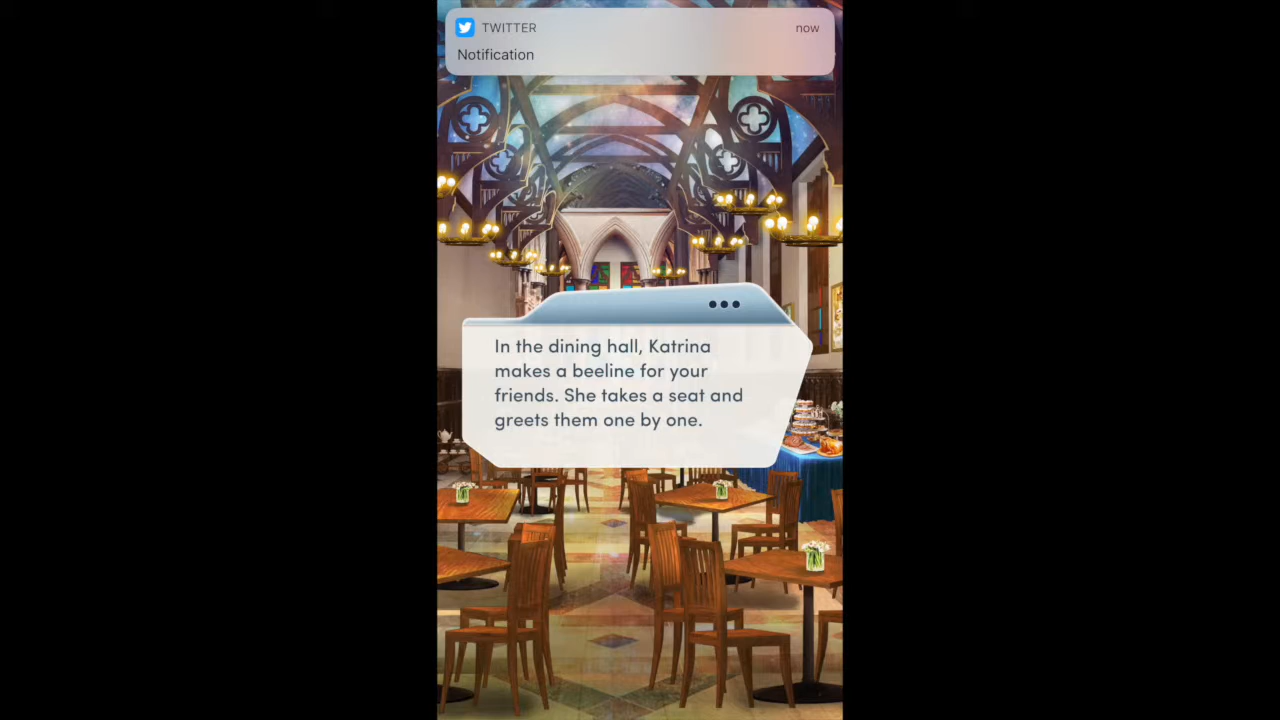 TWITTER now
Notification
In the dining hall, Katrina
makes a beeline for your
friends. She takes a seat and
greets them one by one.